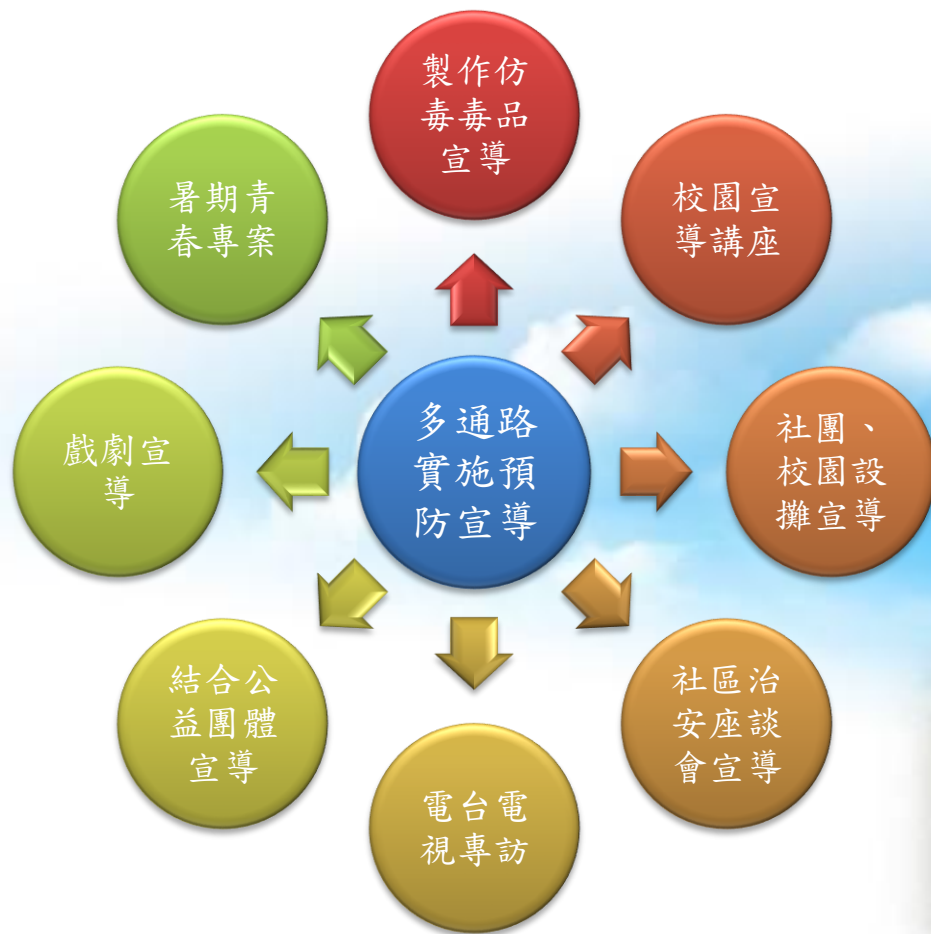 製作仿
毒毒品
宣導
校園宣
導講座
社團、
校園設
攤宣導
社區治
安座談
會宣導
電台電
視專訪
結合公
益團體
宣導
戲劇宣
導
暑期青
春專案
多通路
實施預
防宣導